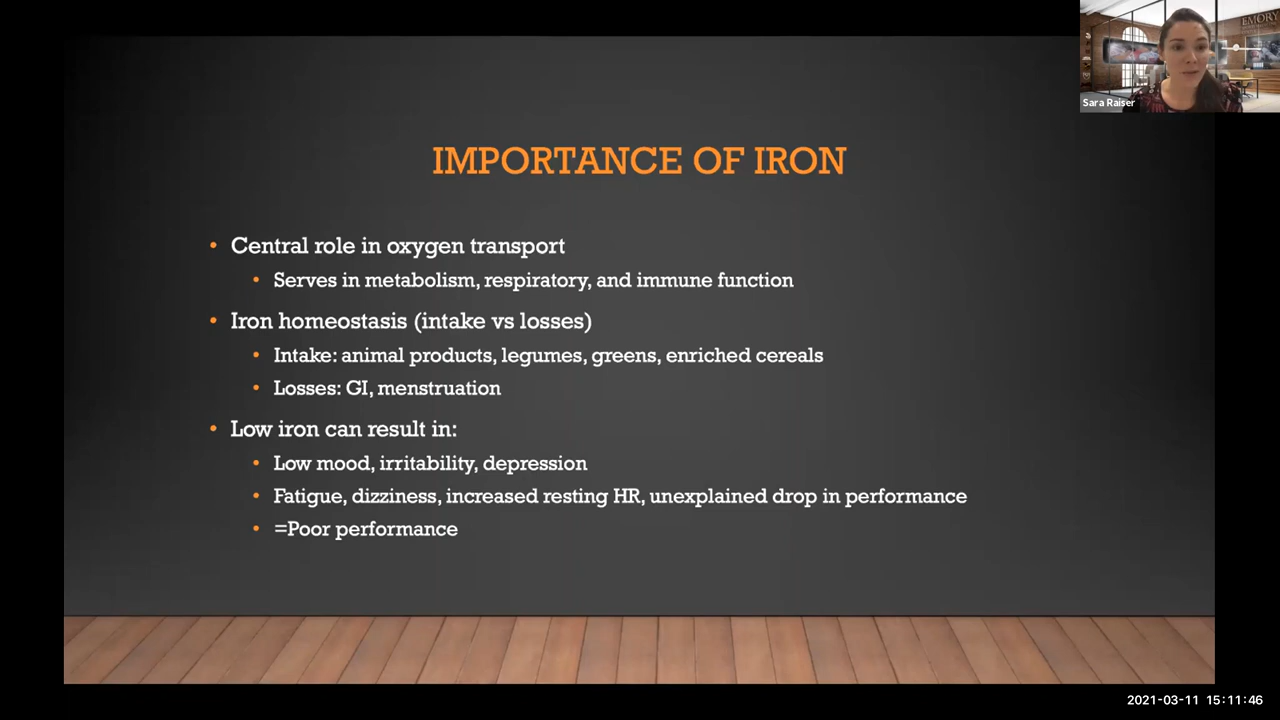 EMORY
Sara Raiser
IMPORTANCE OF IRON
• Central role in oxygen transport
• Serves in metabolism, respiratory, and immune function
• Iron homeostasis (intake vs losses)
• Intake: animal products, legumes, greens, enriched cereals
• Losses: GI, menstruation
• Low iron can result in:
• Low mood, irritability, depression
• Fatigue, dizziness, increased resting HR, unexplained drop in performance
• =Poor performance
2021-03-11 15:11:46